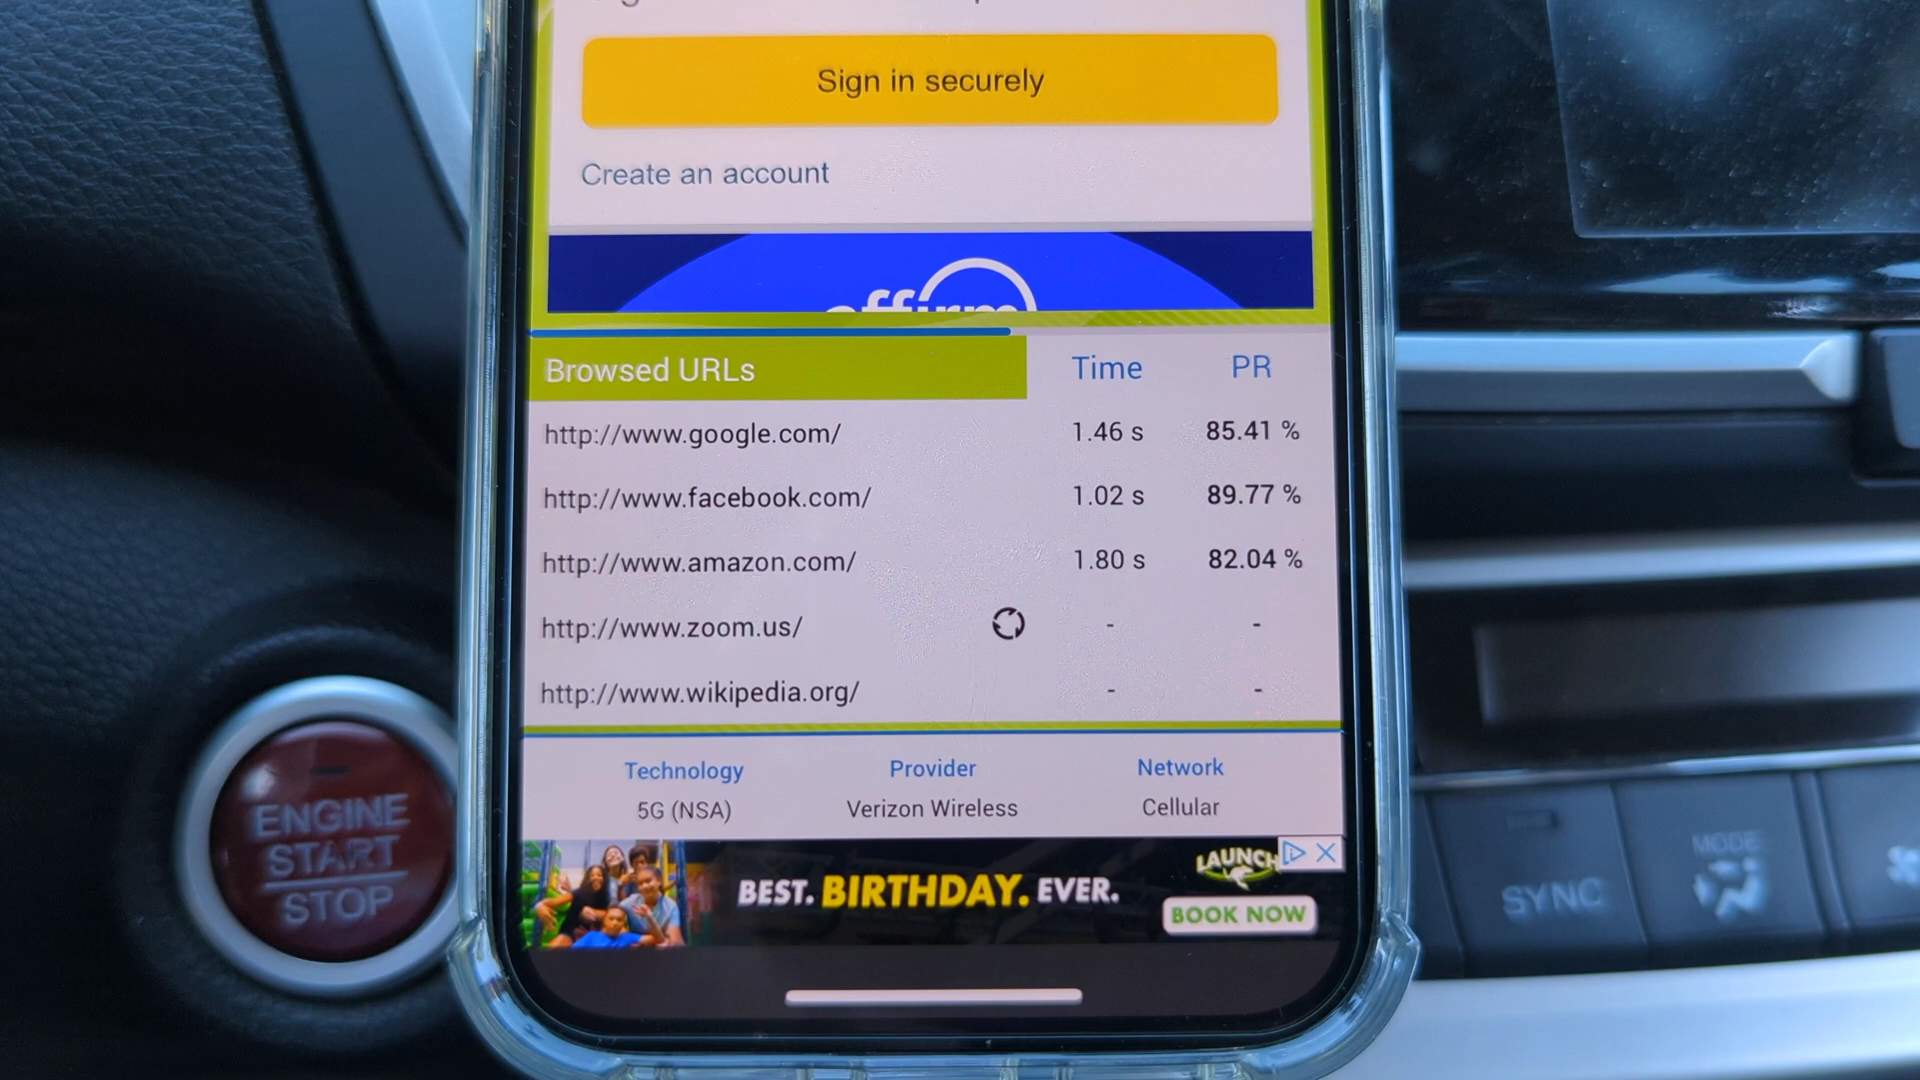 Sign in securely
Create an account
affirm
Browsed URLs Time PR
http://www.google.com/ 1.46 s 85.41 %
http://www.facebook.com/ 1.02 s 89.77 %
http://www.amazon.com/ 1.80 s 82.04 %
http://www.zoom.us/ - -
http://www.wikipedia.org/ - -
Technology Provider Network
5G (NSA) Verizon Wireless Cellular
BEST. BIRTHDAY. EVER.
LAUNCH
BOOK NOW
ENGINE
START
STOP
MODE
SYNC